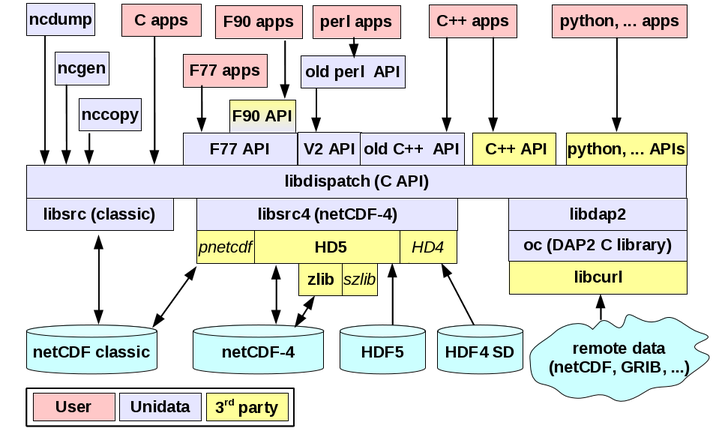 ncdump
C apps
F90 apps
perl apps
C++ apps
python, ... apps
ncgen
F77 apps
old perl API
nccopy
F90 API
F77 API
V2 API
old C++ API
C++ API
python, ... APIs
libdispatch (C API)
libsrc (classic)
libsrc4 (netCDF-4)
libdap2
pnetcdf
HD5
HD4
oc (DAP2 C library)
zlib
szlib
libcurl
netCDF classic
netCDF-4
HDF5
HDF4 SD
remote data
(netCDF, GRIB, ...)
User
Unidata
3rd party